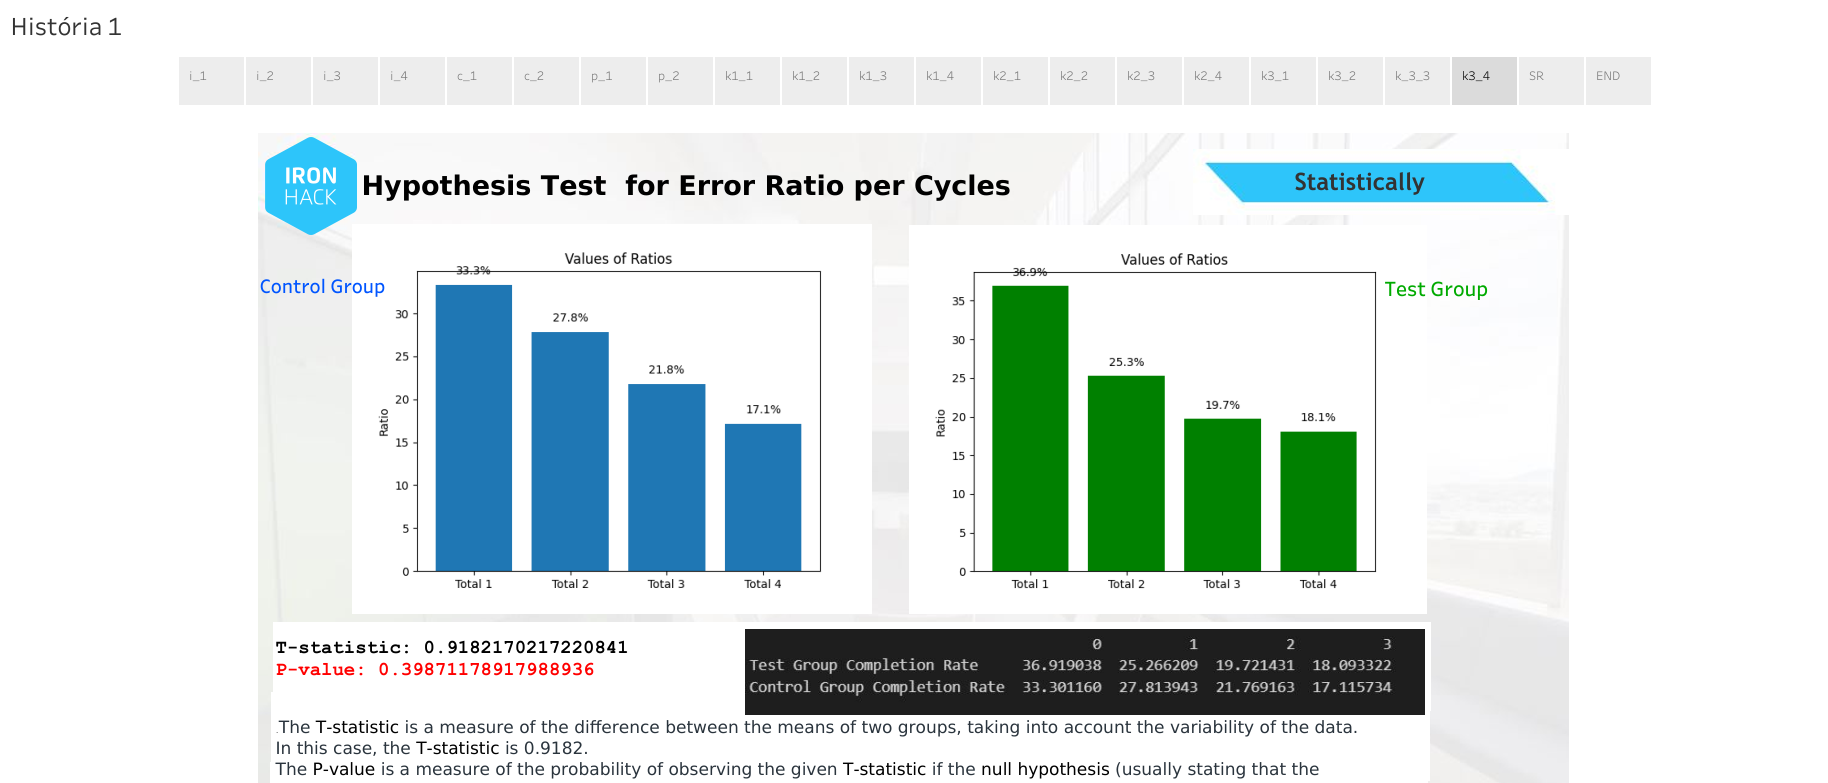 História 1
i_1 i_2 i_3 i_4 c_1 c_2 p_1 p_2 k1_1 k1_2 k1_3 k1_4 k2_1 k2_2 k2_3 k2_4 k3_1 k3_2 k_3_3 k3_4 SR END
IRON
HACK
Hypothesis Test for Error Ratio per Cycles
Statistically
Control Group
Values of Ratios
33.3%
27.8%
21.8%
17.1%
Ratio
30
25
20
15
10
5
0
Total 1 Total 2 Total 3 Total 4
Values of Ratios
36.9%
25.3%
19.7%
18.1%
Ratio
35
30
25
20
15
10
5
0
Total 1 Total 2 Total 3 Total 4
Test Group
T-statistic: 0.9182170217220841
P-value: 0.39871178917988936
0 1 2 3
Test Group Completion Rate 36.919038 25.266209 19.721431 18.093322
Control Group Completion Rate 33.301160 27.813943 21.769163 17.115734
.The T-statistic is a measure of the difference between the means of two groups, taking into account the variability of the data.
In this case, the T-statistic is 0.9182.
The P-value is a measure of the probability of observing the given T-statistic if the null hypothesis (usually stating that the